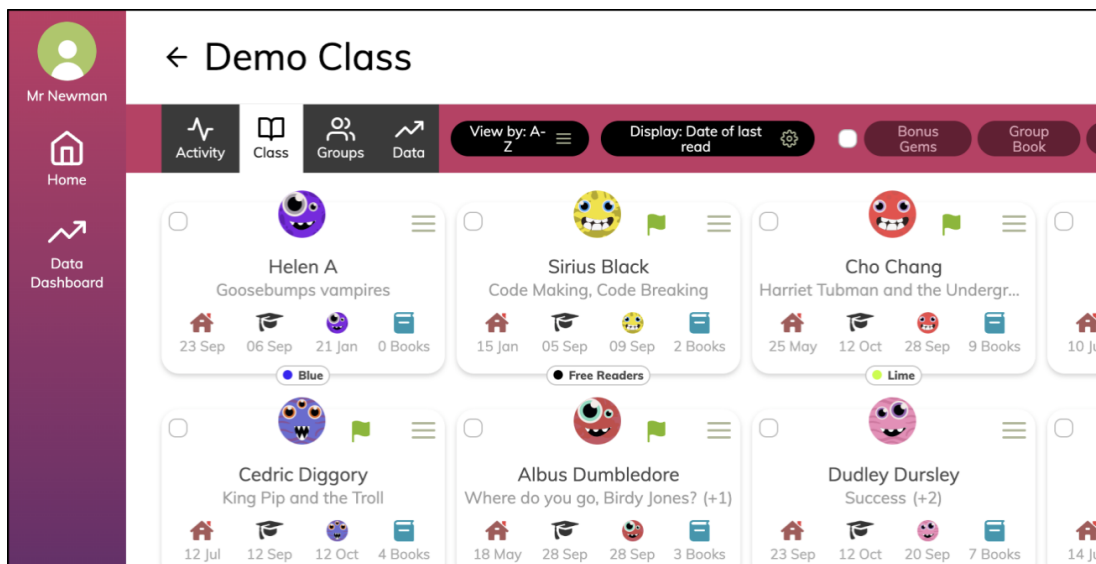 Mr Newman
Home
Data
Dashboard
Demo Class
Activity
Class
Groups
Data
View by: A-
Z
Display: Date of last
read
Bonus
Gems
Group
Book
Helen A
Goosebumps vampires
23 Sep 06 Sep 21 Jan 0 Books
Blue
Sirius Black
Code Making, Code Breaking
15 Jan 05 Sep 09 Sep 2 Books
Free Readers
Cho Chang
Harriet Tubman and the Undergr...
25 May 12 Oct 28 Sep 9 Books
Lime
Cedric Diggory
King Pip and the Troll
12 Jul 12 Sep 12 Oct 4 Books
Albus Dumbledore
Where do you go, Birdy Jones? (+1)
18 May 28 Sep 28 Sep 3 Books
Dudley Dursley
Success (+2)
23 Sep 12 Oct 20 Sep 7 Books
10
14